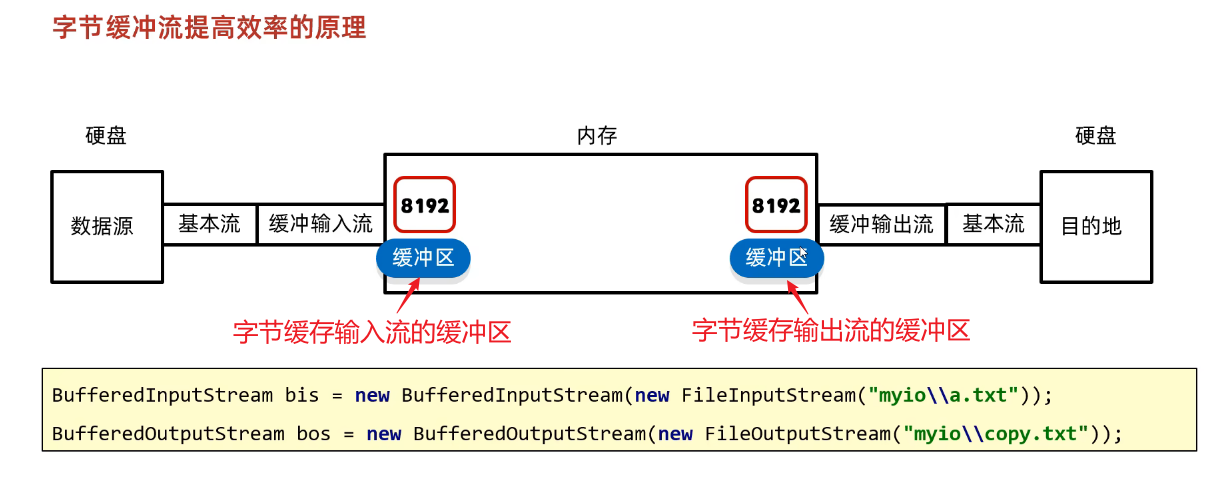 字节缓冲流提高效率的原理
硬盘
内存
硬盘
数据源
基本流
缓冲输入流
8192
缓冲区
8192
缓冲区
缓冲输出流
基本流
目的地
字节缓存输入流的缓冲区
字节缓存输出流的缓冲区
BufferedInputStream bis = new BufferedInputStream(new FileInputStream("myio\\a.txt"));
BufferedOutputStream bos = new BufferedOutputStream(new FileOutputStream("myio\\copy.txt"));